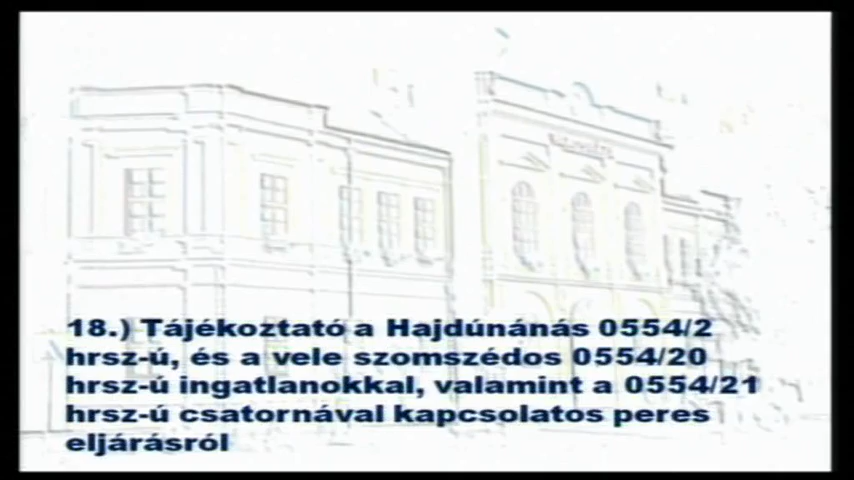 18.) Tájékoztató a Hajdúnánás 0554/2
hrsz-ú, és a vele szomszédos 0554/20
hrsz-ú ingatlanokkal, valamint a 0554/21
hrsz-ú csatornával kapcsolatos peres
eljárásról